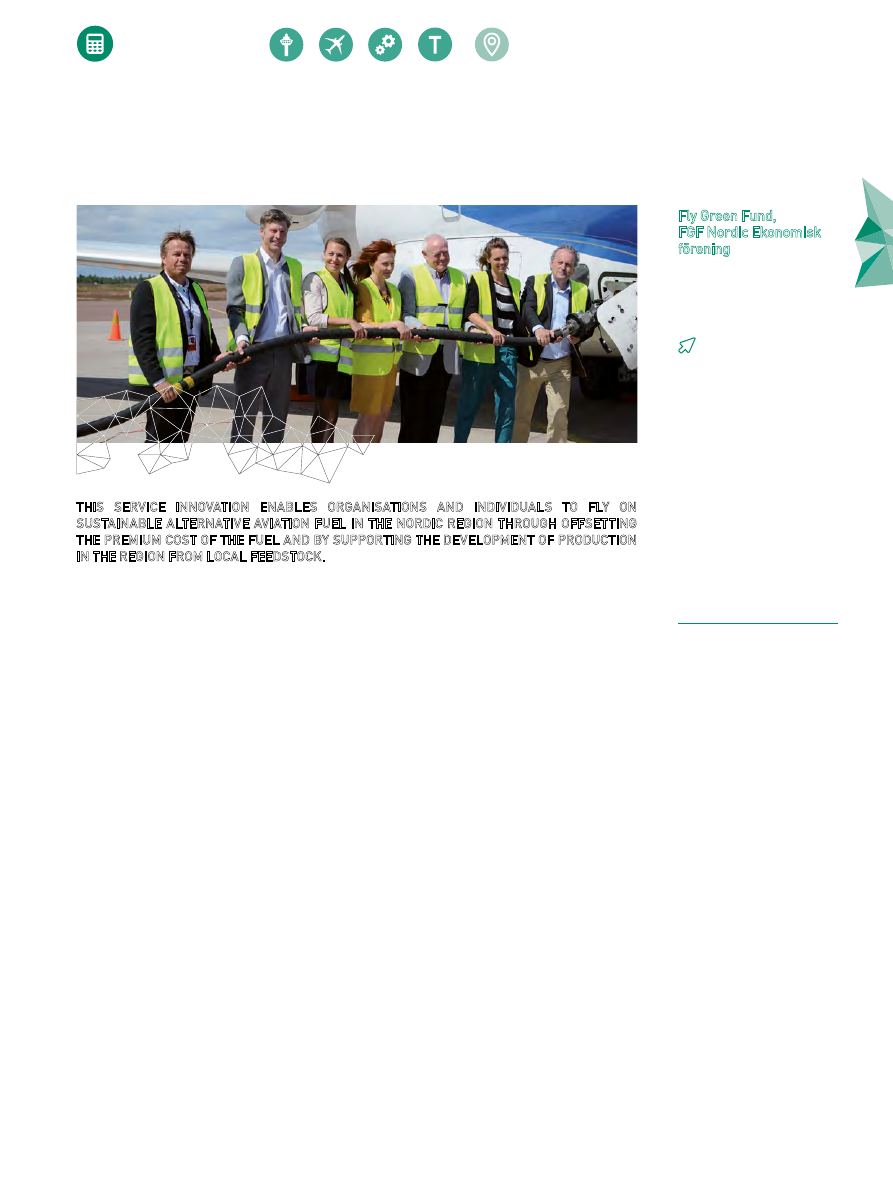 T
Fly Green Fund,
FGF Nordic Ekonomisk
förening
THIS SERVICE INNOVATION ENABLES ORGANISATIONS AND INDIVIDUALS TO FLY ON
SUSTAINABLE ALTERNATIVE AVIATION FUEL IN THE NORDIC REGION THROUGH OFFSETTING
THE PREMIUM COST OF THE FUEL AND BY SUPPORTING THE DEVELOPMENT OF PRODUCTION
IN THE REGION FROM LOCAL FEEDSTOCK.